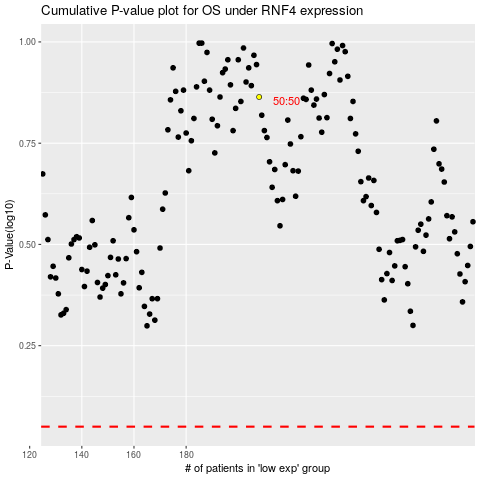 Cumulative P-value plot for OS under RNF4 expression
P-Value(log10)
1.00
0.75
0.50
0.25
50:50
120 140 160 180
# of patients in 'low exp' group